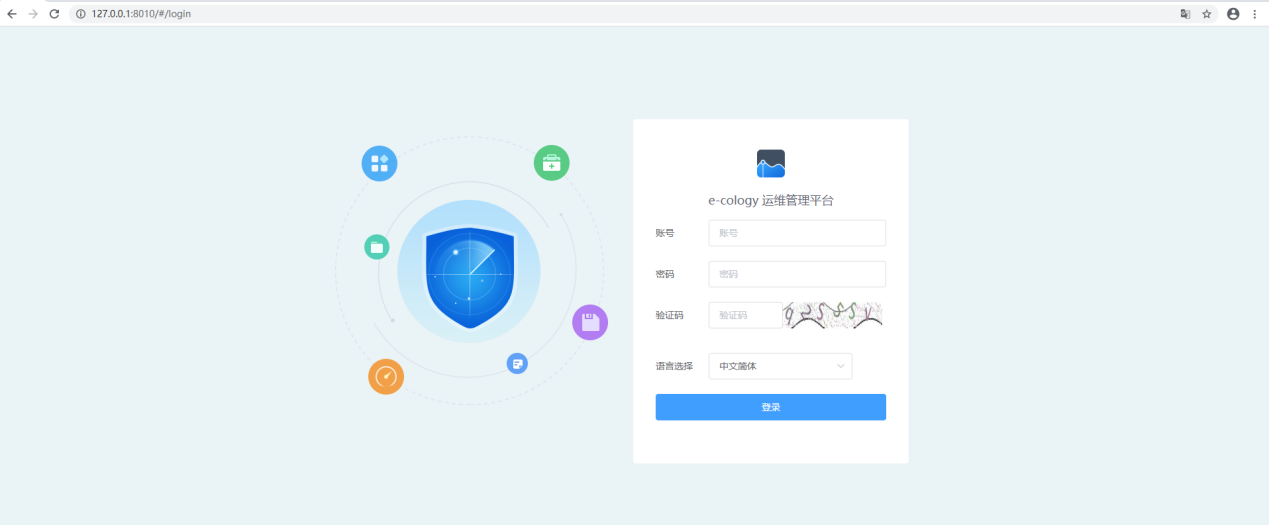 127.0.0.1:8010/#/login
e-cology 运维管理平台
账号 账号
密码 密码
验证码 验证码
语言选择 中文简体
登录